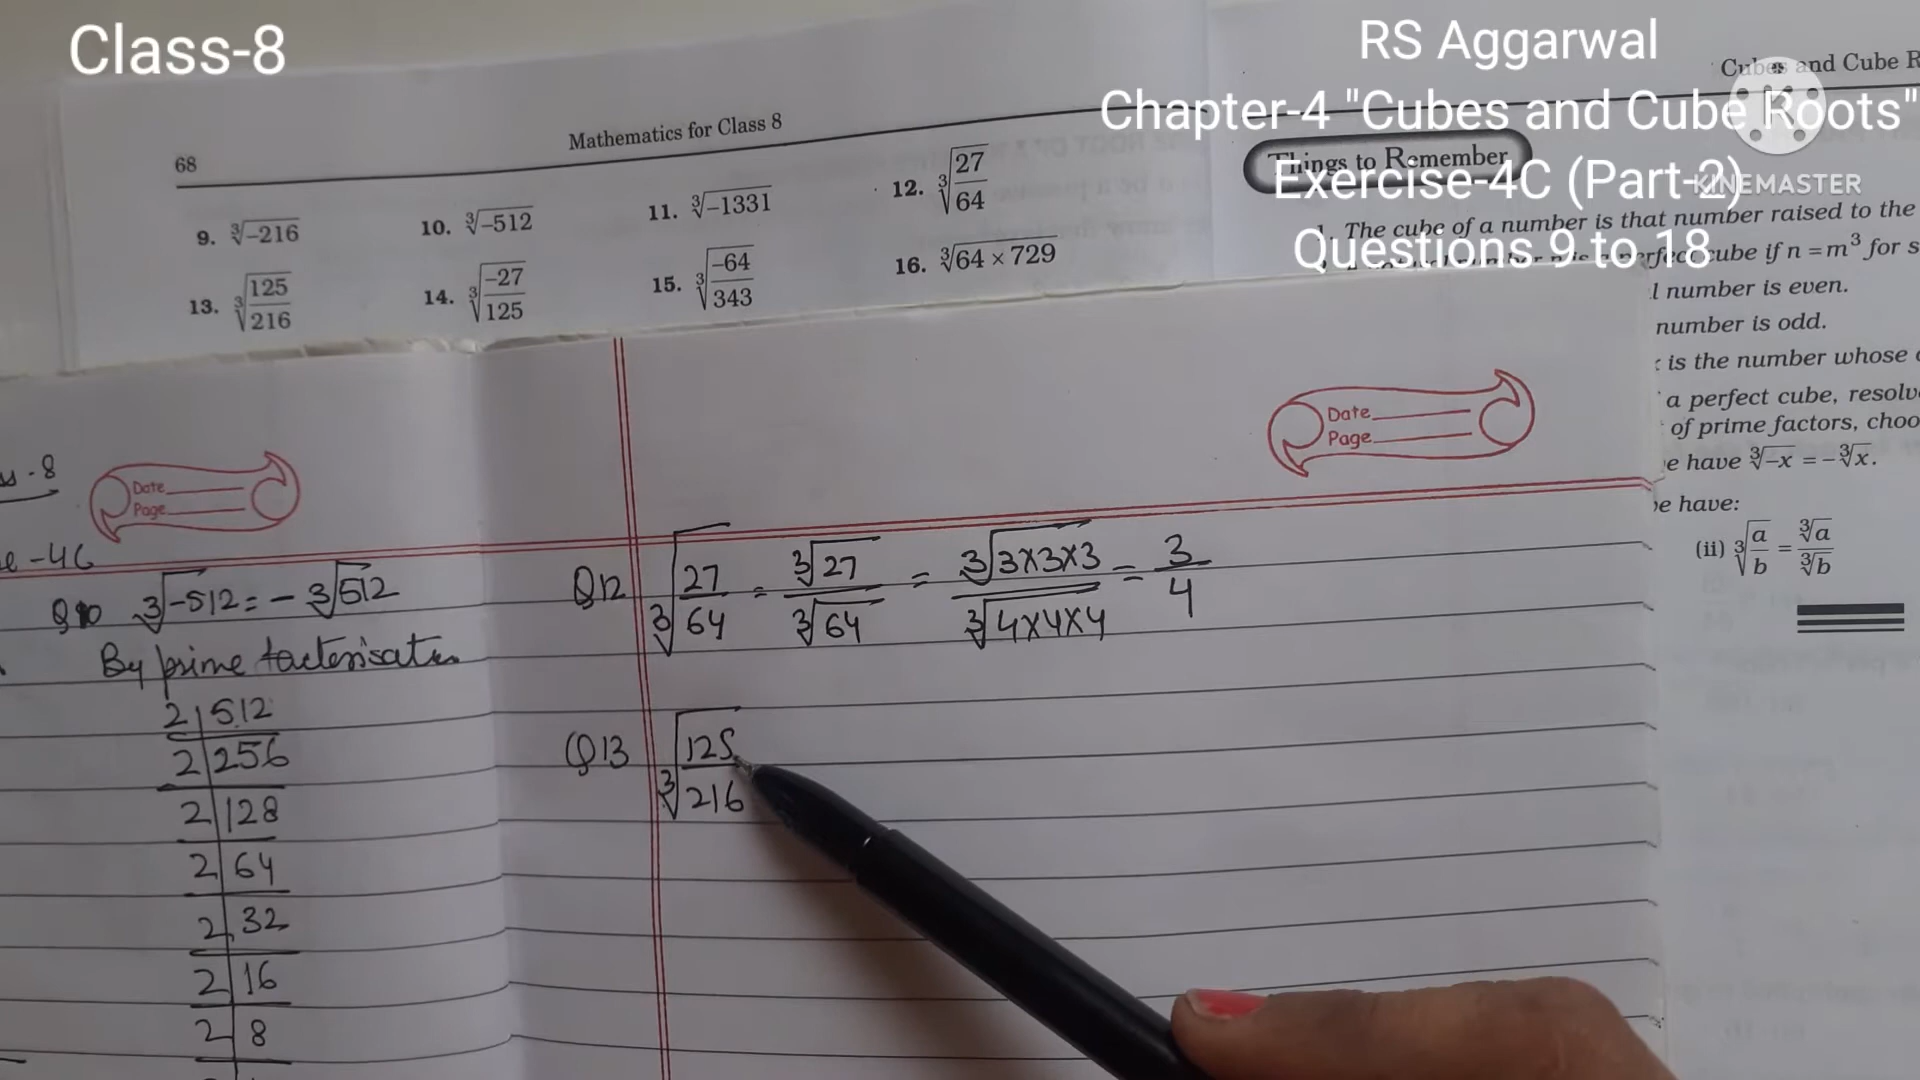 Class-8
RS Aggarwal
Chapter-4 "Cubes and Cube Roots"
Exercise-4C (Part-2)
Questions 9 to 18
KINEMASTER
Cubes and Cube R
68
Mathematics for Class 8
9. ∛-216 10. ∛-512 11. ∛-1331 12. ∛27/64
13. ∛125/216 14. ∛-27/125 15. ∛-64/343 16. ∛64 × 729
Things to Remember
1. The cube of a number is that number raised to the
perfect cube if n = m³ for s
l number is even.
number is odd.
is the number whose
a perfect cube, resolv
of prime factors, choo
e have ∛-x = -∛x.
e have:
(ii) ∛a/b = ∛a/∛b
Date
Page
Date
Page
-8
-4C
Q10 ∛-512 = -∛512
By prime
2 | 512
2 | 256
2 | 128
2 | 64
2 | 32
2 | 16
2 | 8
Q12 ∛27/64 = ∛27/∛64 = ∛3×3×3/∛4×4×4 = 3/4
Q13 ∛125/216